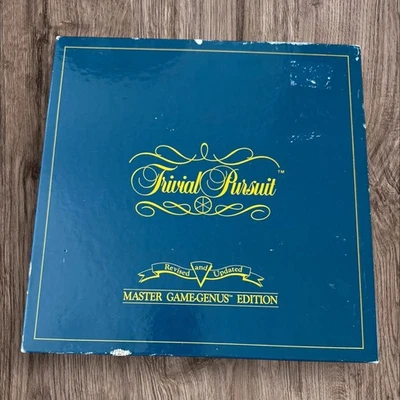 Trivial Pursuit™
Revised and Updated
MASTER GAME-GENUS™ EDITION